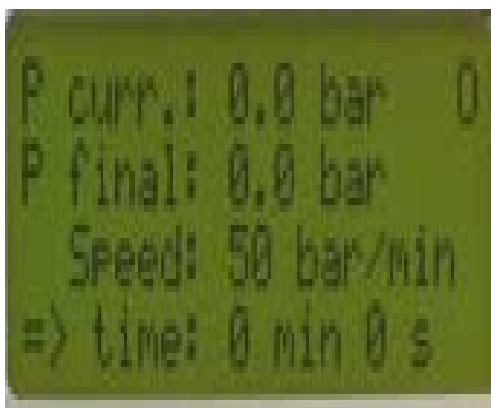 P curr.: 0.0 bar 0
P final: 0.0 bar
Speed: 50 bar/min
=> time: 0 min 0 s